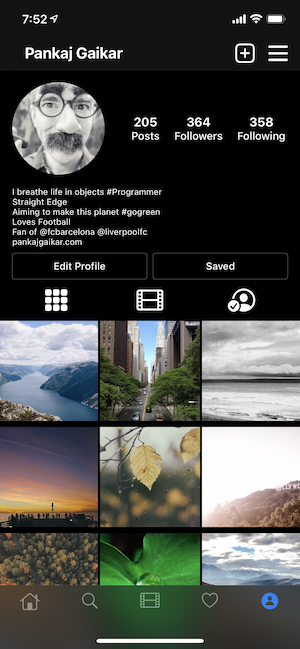 7:52
Pankaj Gaikar
205 364 358
Posts Followers Following
I breathe life in objects #Programmer
Straight Edge
Aiming to make this planet #gogreen
Loves Football
Fan of @fcbarcelona @liverpoolfc
pankajgaikar.com
Edit Profile Saved